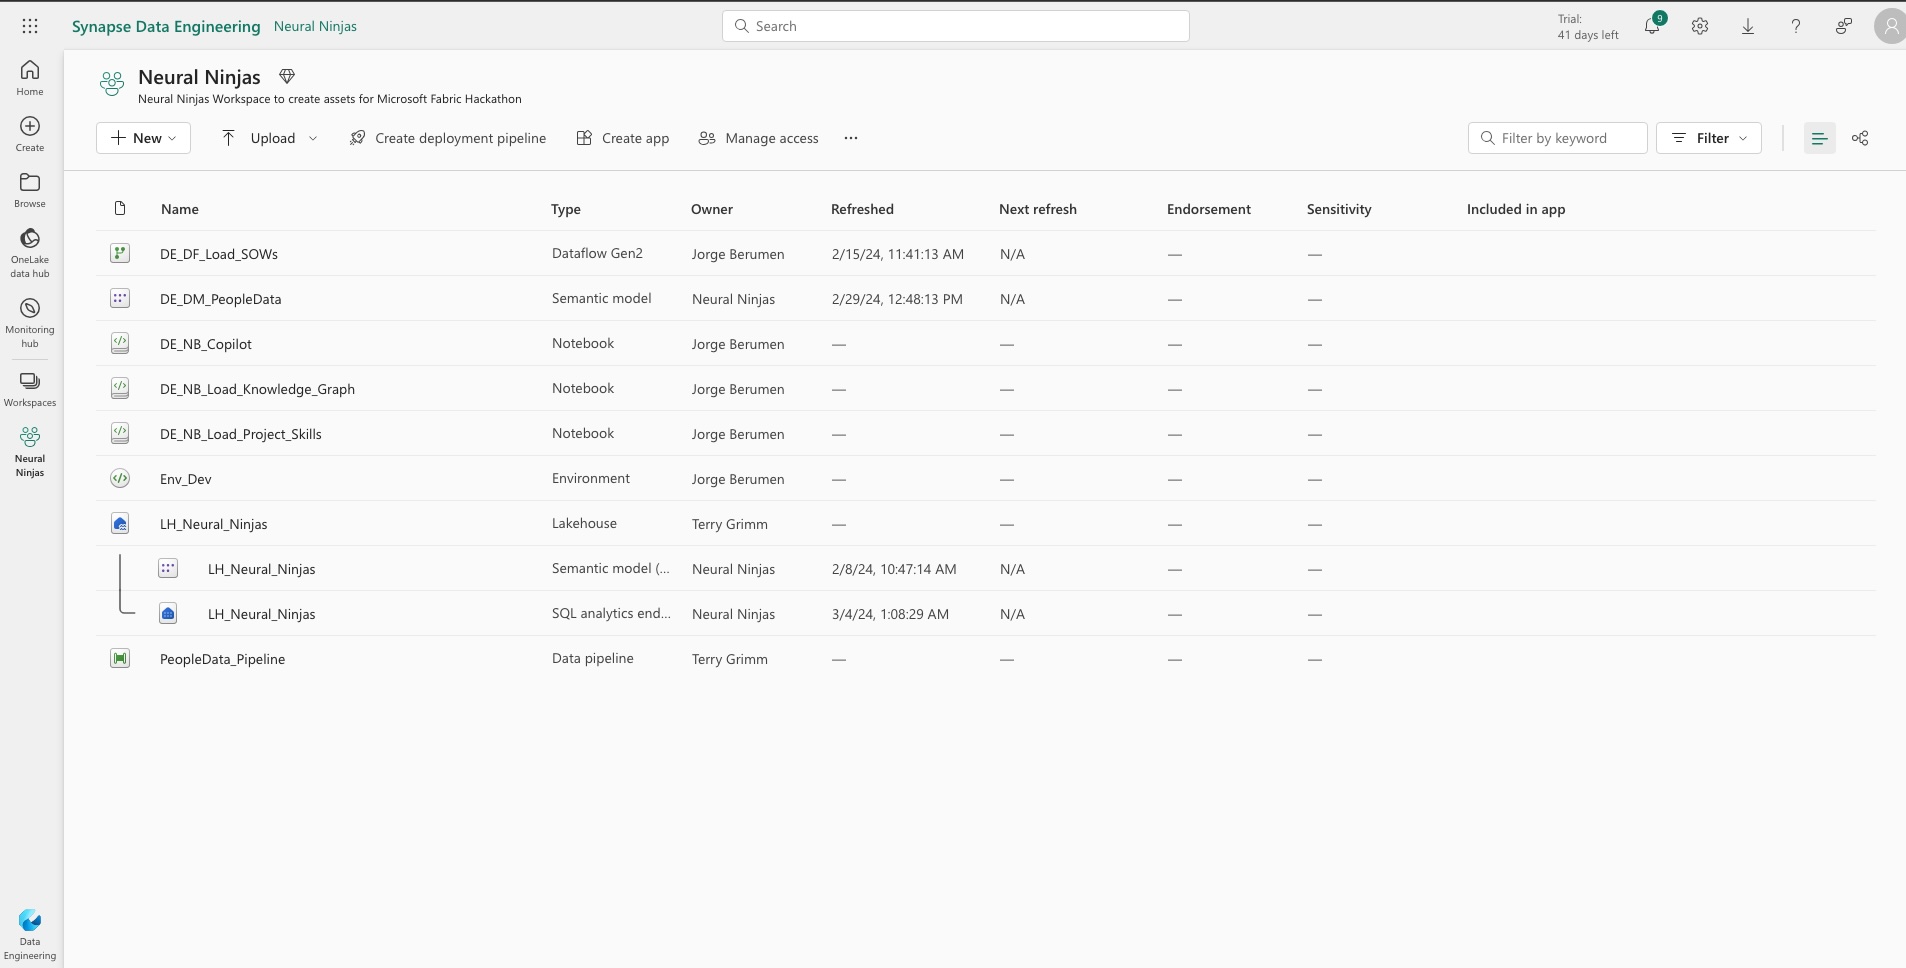 Synapse Data Engineering Neural Ninjas
Search
Trial:
41 days left
9
?
Home
Create
Browse
OneLake
data hub
Monitoring
hub
Workspaces
Neural
Ninjas
Data
Engineering
Neural Ninjas
Neural Ninjas Workspace to create assets for Microsoft Fabric Hackathon
New Upload Create deployment pipeline Create app Manage access ...
Filter by keyword Filter
Name Type Owner Refreshed Next refresh Endorsement Sensitivity Included in app
DE_DF_Load_SOWs Dataflow Gen2 Jorge Berumen 2/15/24, 11:41:13 AM N/A — —
DE_DM_PeopleData Semantic model Neural Ninjas 2/29/24, 12:48:13 PM N/A — —
DE_NB_Copilot Notebook Jorge Berumen — — — —
DE_NB_Load_Knowledge_Graph Notebook Jorge Berumen — — — —
DE_NB_Load_Project_Skills Notebook Jorge Berumen — — — —
Env_Dev Environment Jorge Berumen — — — —
LH_Neural_Ninjas Lakehouse Terry Grimm — — — —
LH_Neural_Ninjas Semantic model (... Neural Ninjas 2/8/24, 10:47:14 AM N/A — —
LH_Neural_Ninjas SQL analytics end... Neural Ninjas 3/4/24, 1:08:29 AM N/A — —
PeopleData_Pipeline Data pipeline Terry Grimm — — — —